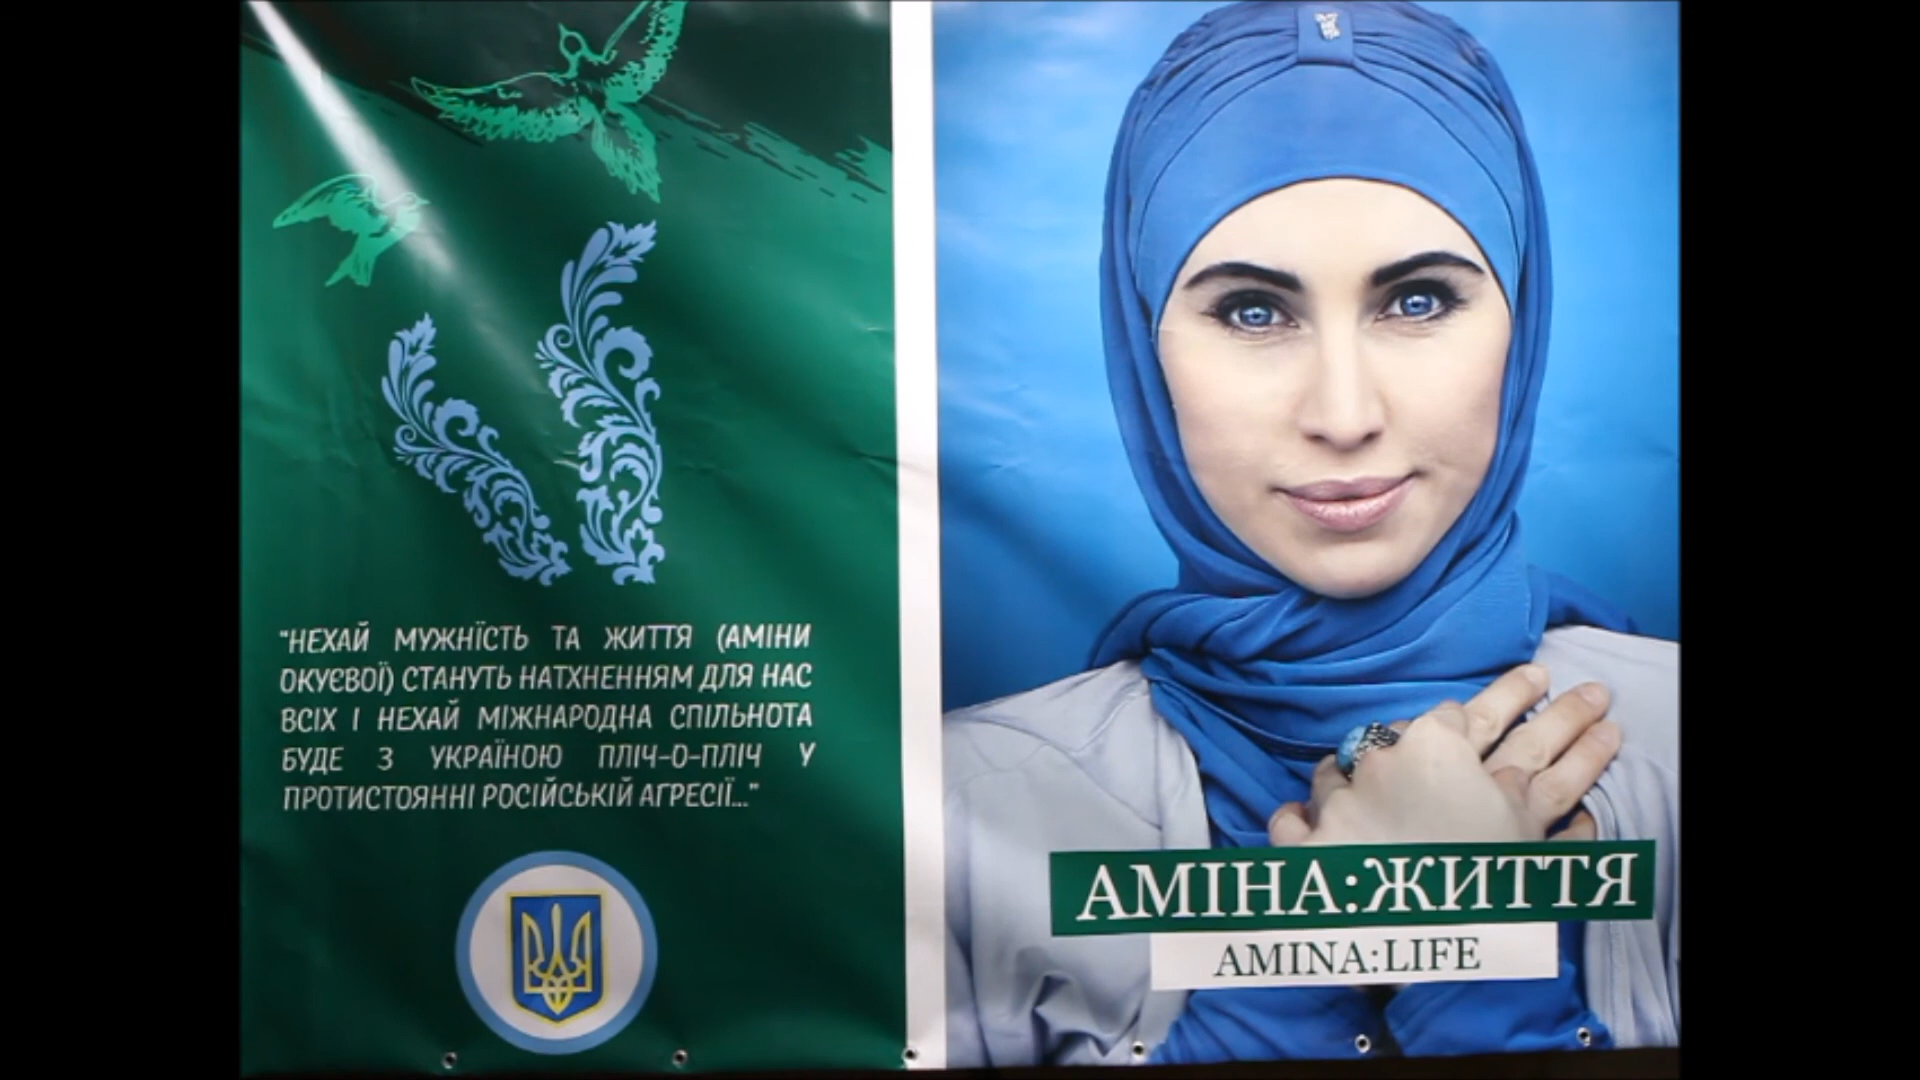 "НЕХАЙ МУЖНЇСТЬ ТА ЖИТТЯ (АМІНИ
ОКУЄВОЇ) СТАНУТЬ НАТХНЕННЯМ ДЛЯ НАС
ВСІХ І НЕХАЙ МІЖНАРОДНА СПІЛЬНОТА
БУДЕ З УКРАЇНОЮ ПЛІЧ-О-ПЛІЧ У
ПРОТИСТОЯННІ РОСІЙСЬКІЙ АГРЕСІЇ..."
АМІНА:ЖИТТЯ
AMINA:LIFE